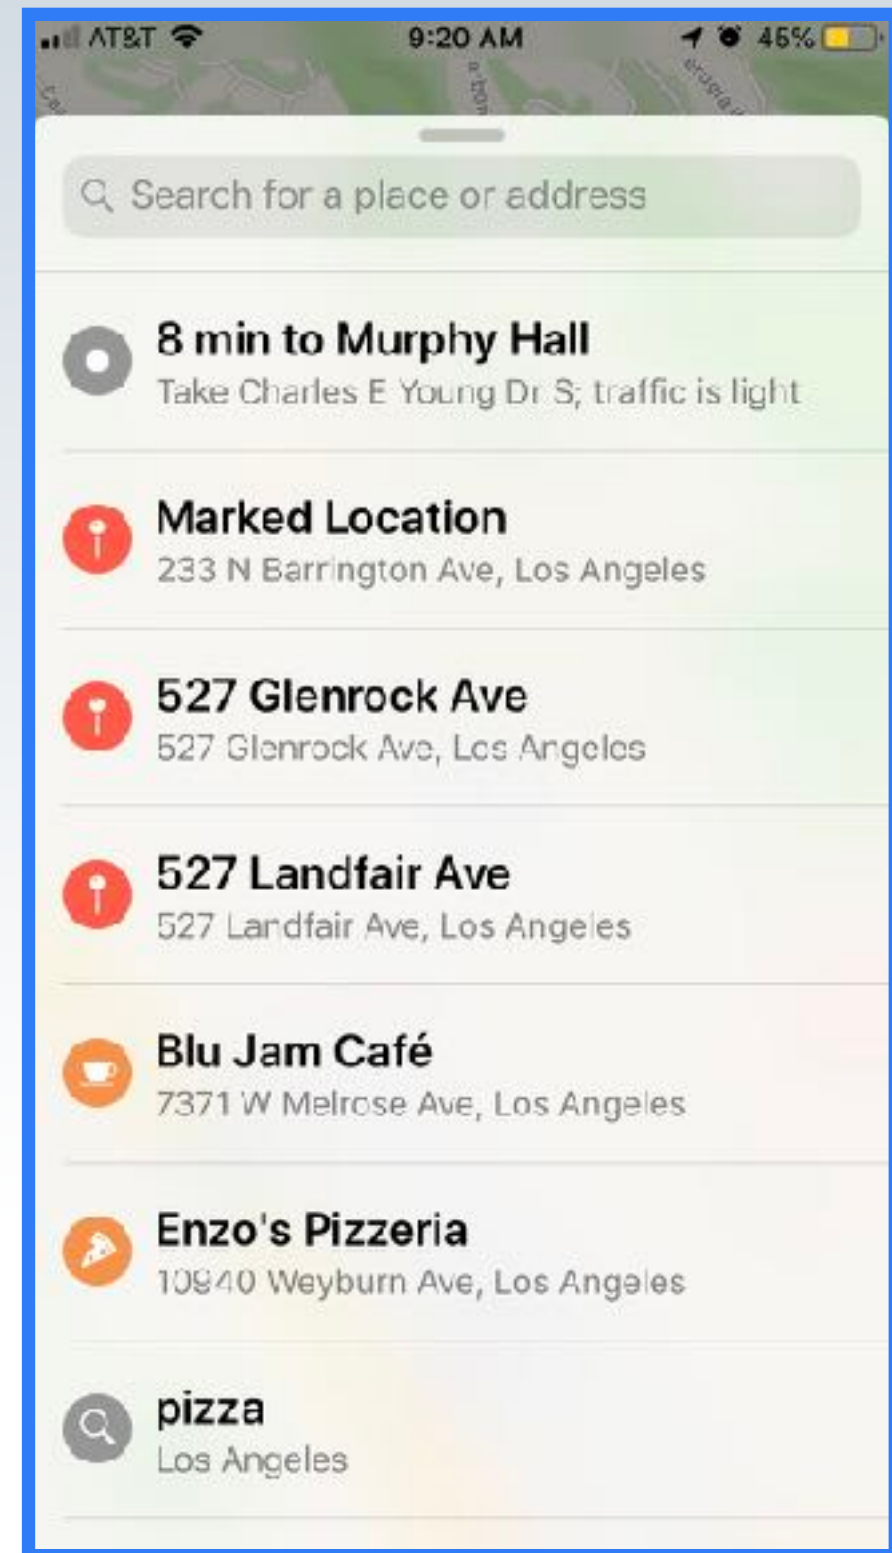 AT&T 9:20 AM 45%
Search for a place or address
8 min to Murphy Hall
Take Charles E Young Dr S; traffic is light
Marked Location
233 N Barrington Ave, Los Angeles
527 Glenrock Ave
527 Glenrock Ave, Los Angeles
527 Landfair Ave
527 Landfair Ave, Los Angeles
Blu Jam Café
7371 W Melrose Ave, Los Angeles
Enzo's Pizzeria
10940 Weyburn Ave, Los Angeles
pizza
Los Angeles